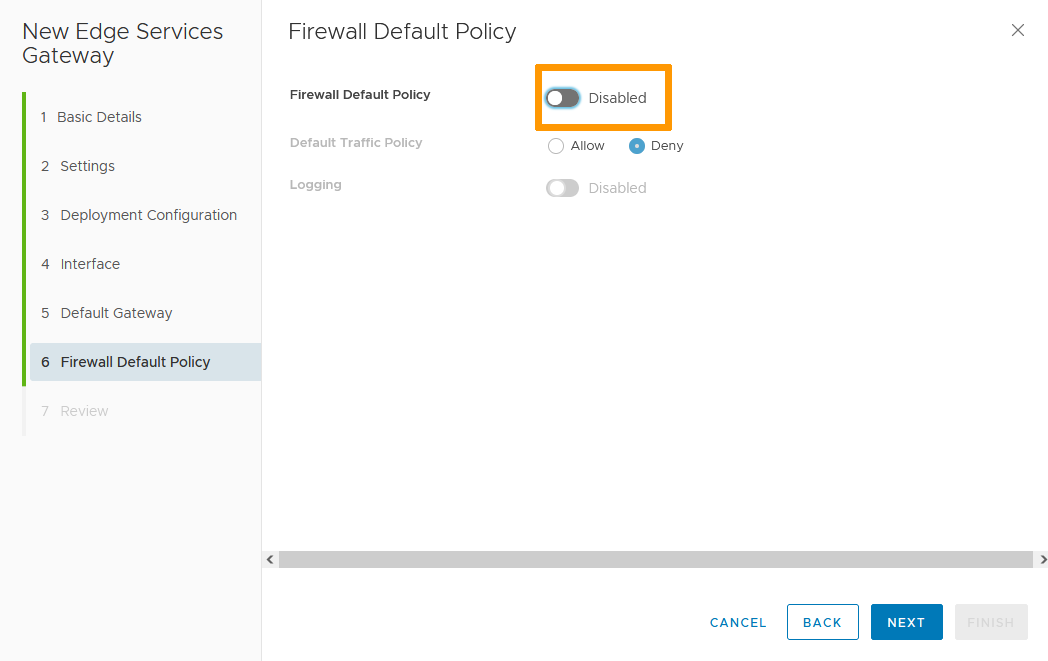 New Edge Services
Gateway
1 Basic Details
2 Settings
3 Deployment Configuration
4 Interface
5 Default Gateway
6 Firewall Default Policy
7 Review
Firewall Default Policy
Firewall Default Policy Disabled
Default Traffic Policy Allow Deny
Logging Disabled
CANCEL BACK NEXT FINISH